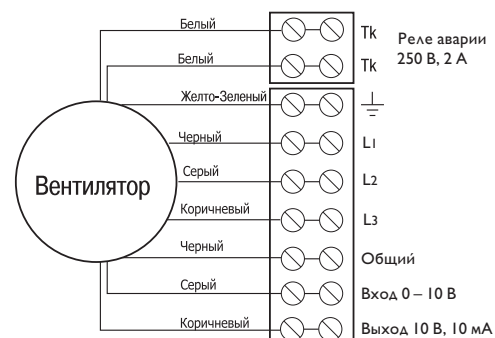 Белый Tk
Реле аварии
250 В, 2 А
Белый Tk
Желто-Зеленый
Черный L1
Серый L2
Вентилятор
Коричневый L3
Черный Общий
Серый Вход 0 – 10 В
Коричневый Выход 10 В, 10 мА